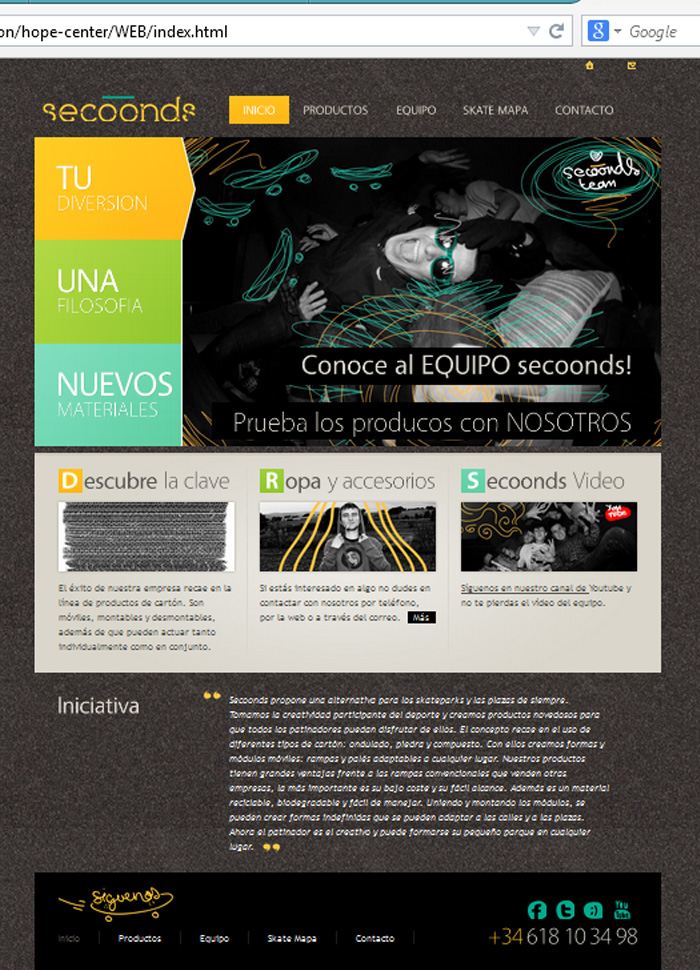 on/hope-center/WEB/index.html
Google
secoonds
INICIO PRODUCTOS EQUIPO SKATE MAPA CONTACTO
TU
DIVERSION
UNA
FILOSOFIA
NUEVOS
MATERIALES
secoonds
team
Conoce al EQUIPO secoonds!
Prueba los producos con NOSOTROS
Descubre la clave
El éxito de nuestra empresa recae en la
línea de productos de cartón. Son
móviles, montables y desmontables,
además de que pueden actuar tanto
individualmente como en conjunto.
Ropa y accesorios
Si estás interesado en algo no dudes en
contactar con nosotros por teléfono,
por la web o a través del correo. Más
Secoonds Video
You Tube
Síguenos en nuestro canal de Youtube y
no te pierdas el vídeo del equipo.
Iniciativa
Secoonds propone una alternativa para los skateparks y las plazas de siempre.
Tomamos la creatividad participante del deporte y creamos productos novedosos para
que todos los patinadores puedan disfrutar de ellos. El concepto recae en el uso de
diferentes tipos de cartón: ondulado, piedra y compuesto. Con ellos creamos formas y
módulos móviles: rampas y palés adaptables a cualquier lugar. Nuestros productos
tienen grandes ventajas frente a las rampas convencionales que venden otras
empresas, la más importante es su bajo coste y su fácil alcance. Además es un material
reciclable, biodegradable y fácil de manejar. Uniendo y montando los módulos, se
pueden crear formas indefinidas que se pueden adaptar a las calles y a las plazas.
Ahora el patinador es el creativo y puede formarse su pequeño parque en cualquier
lugar.
síguenos
You Tube
Inicio Productos Equipo Skate Mapa Contacto
+34 618 10 34 98